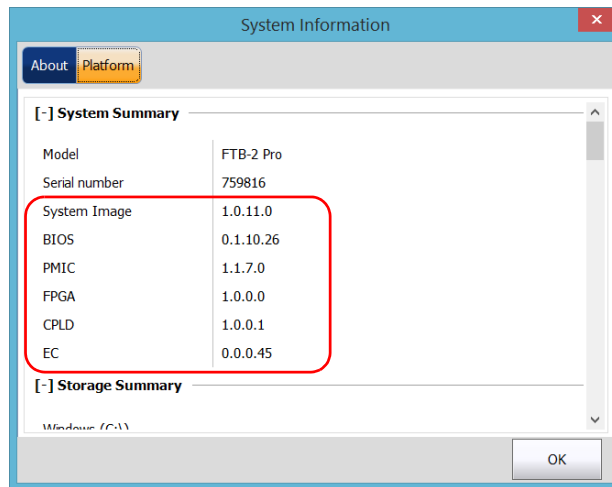 System Information
About Platform
[-] System Summary
Model FTB-2 Pro
Serial number 759816
System Image 1.0.11.0
BIOS 0.1.10.26
PMIC 1.1.7.0
FPGA 1.0.0.0
CPLD 1.0.0.1
EC 0.0.0.45
[-] Storage Summary
Windows (C:\)
OK